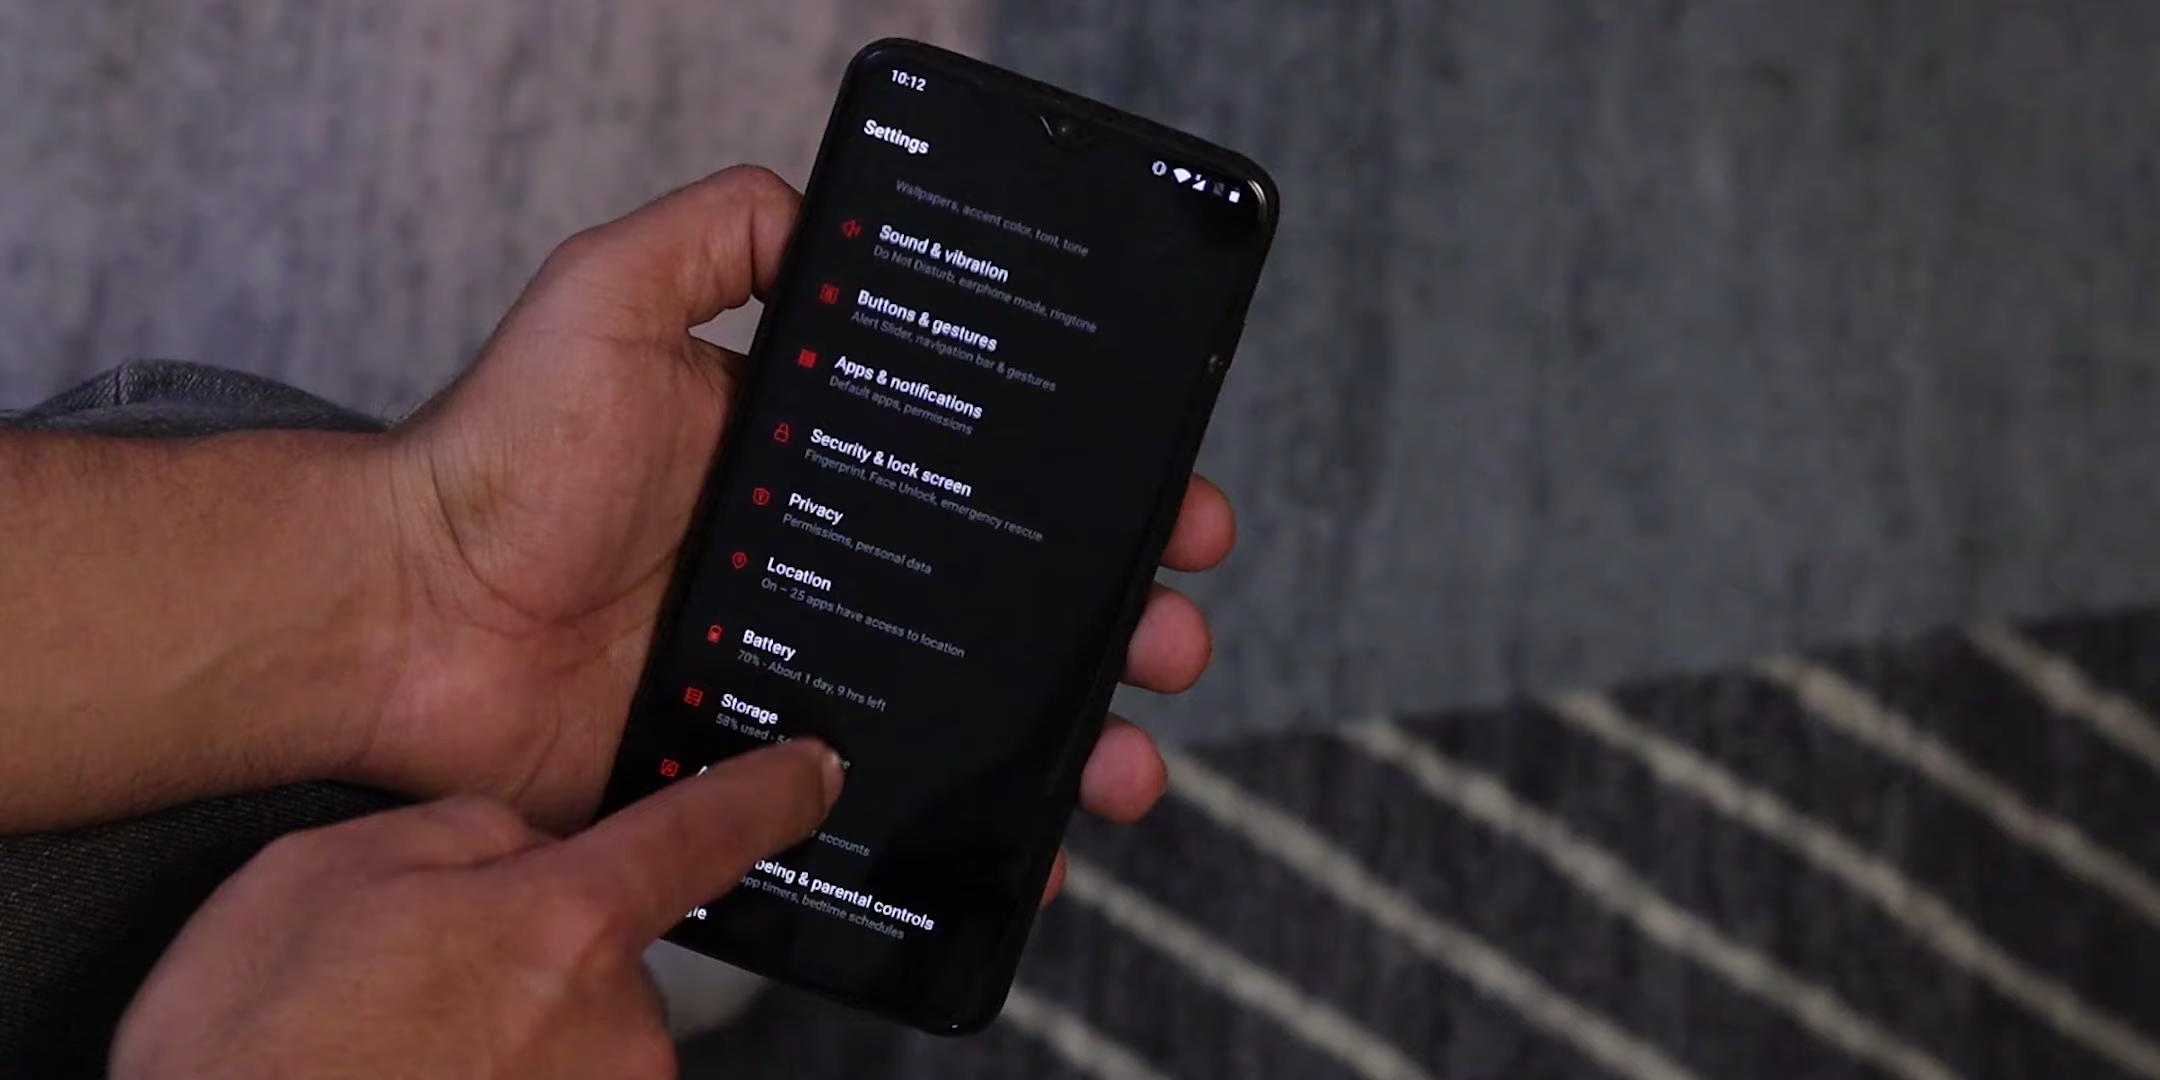 10:12
Settings
Wallpapers, accent color, font, tone
Sound & vibration
Do Not Disturb, earphone mode, ringtone
Buttons & gestures
Alert Slider, navigation bar & gestures
Apps & notifications
Default apps, permissions
Security & lock screen
Fingerprint, Face Unlock, emergency rescue
Privacy
Permissions, personal data
Location
On – 25 apps have access to location
Battery
70% - About 1 day, 9 hrs left
Storage
58% used -
accounts
being & parental controls
app timers, bedtime schedules